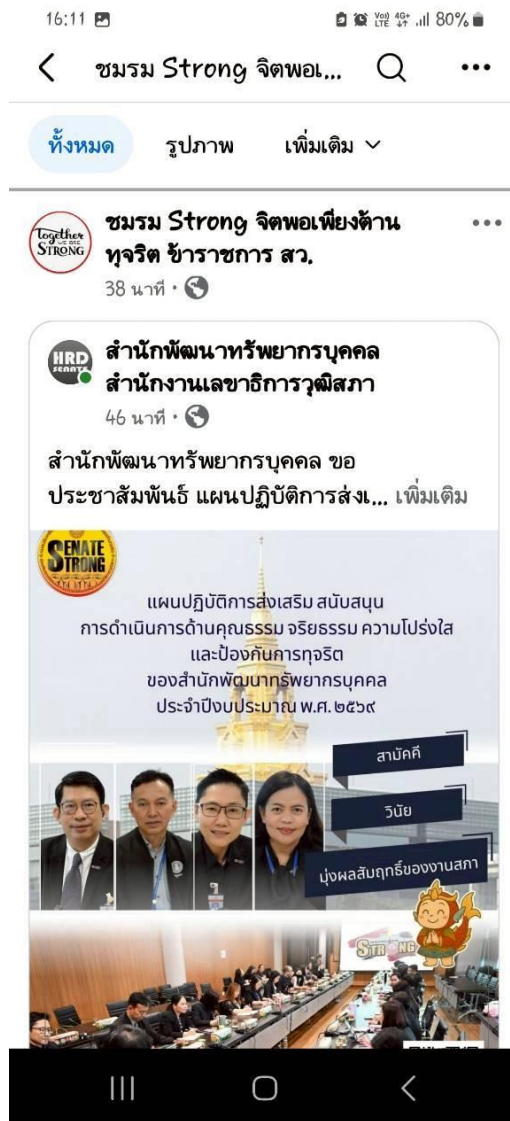 16:11
Vo) 4G+
LTE
80%
ชมรม Strong จิตพอเ...
ทั้งหมด รูปภาพ เพิ่มเติม
Together
WE ARE
STRONG
ชมรม Strong จิตพอเพียงต้าน
ทุจริต ข้าราชการ สว.
38 นาที ·
HRD
SENATE
สำนักพัฒนาทรัพยากรบุคคล
สำนักงานเลขาธิการวุฒิสภา
46 นาที ·
สำนักพัฒนาทรัพยากรบุคคล ขอ
ประชาสัมพันธ์ แผนปฏิบัติการส่งเ... เพิ่มเติม
SENATE
STRONG
แผนปฏิบัติการส่งเสริม สนับสนุน
การดำเนินการด้านคุณธรรม จริยธรรม ความโปร่งใส
และป้องกันการทุจริต
ของสำนักพัฒนาทรัพยากรบุคคล
ประจำปีงบประมาณ พ.ศ. ๒๕๖๙
สามัคคี
วินัย
มุ่งผลสัมฤทธิ์ของงานสภา
STRONG